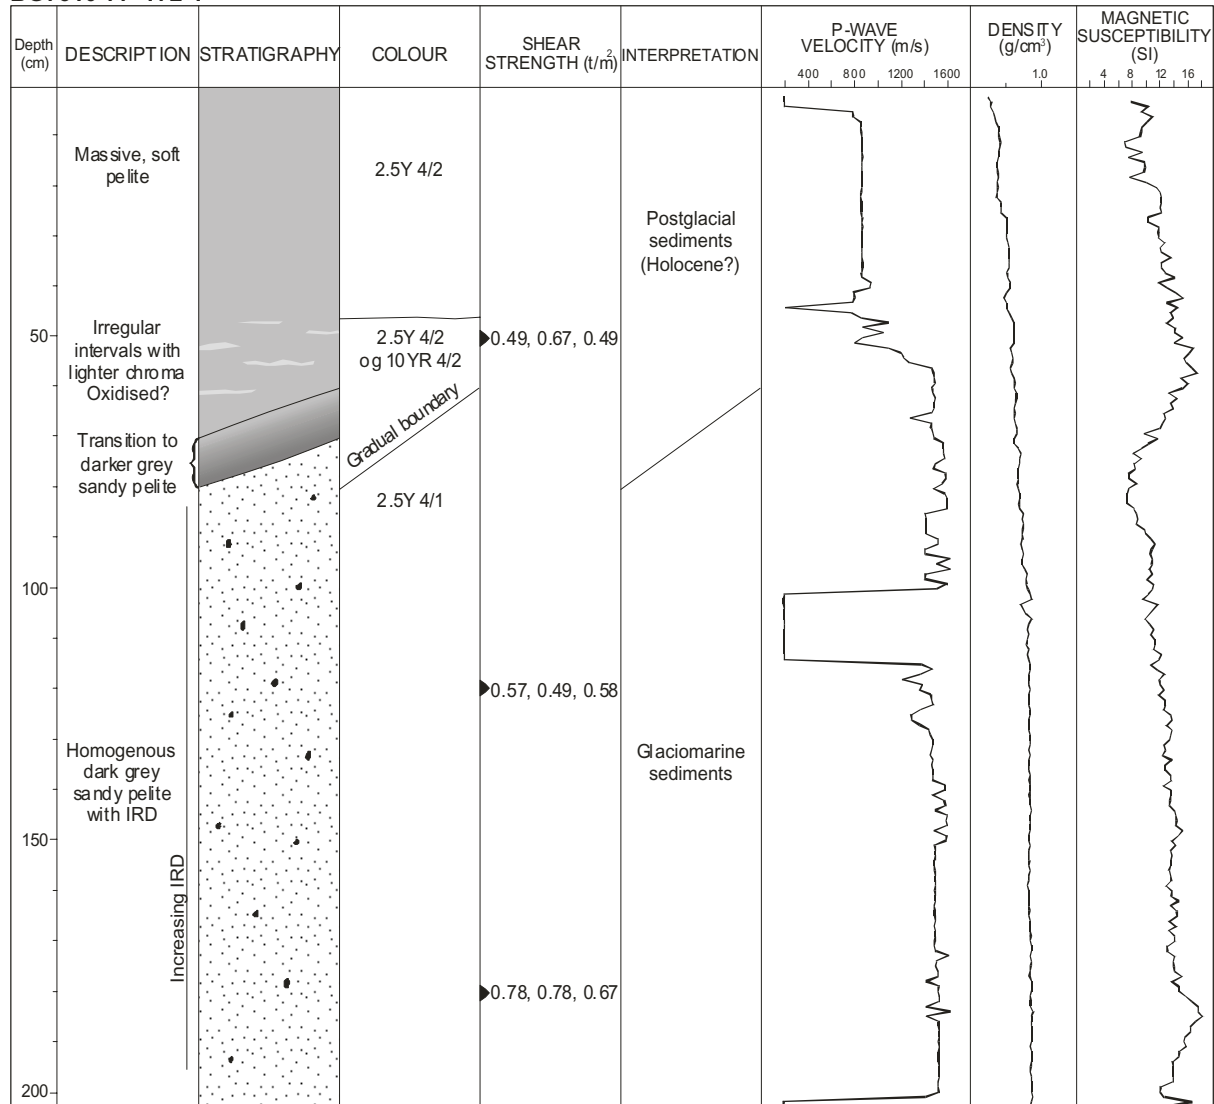 Depth
(cm)
DESCRIPTION
STRATIGRAPHY
COLOUR
SHEAR
STRENGTH (t/m²)
INTERPRETATION
P-WAVE
VELOCITY (m/s)
400 800 1200 1600
DENSITY
(g/cm³)
1.0
MAGNETIC
SUSCEPTIBILITY
(SI)
4 8 12 16
Massive, soft
pelite
2.5Y 4/2
Postglacial
sediments
(Holocene?)
50
Irregular
intervals with
lighter chroma
Oxidised?
2.5Y 4/2
og 10YR 4/2
0.49, 0.67, 0.49
Gradual boundary
Transition to
darker grey
sandy pelite
2.5Y 4/1
100
0.57, 0.49, 0.58
Homogenous
dark grey
sandy pelite
with IRD
Glaciomarine
sediments
150
Increasing IRD
0.78, 0.78, 0.67
200